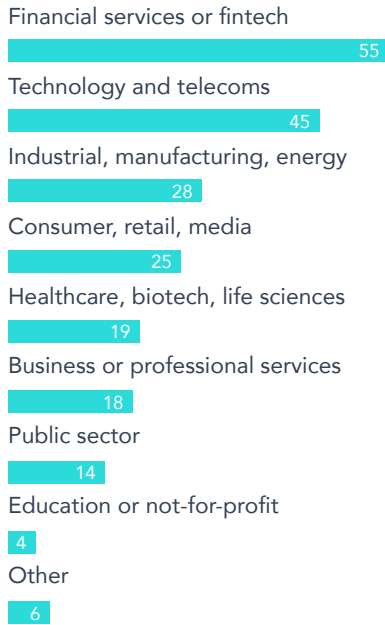 Financial services or fintech
55
Technology and telecoms
45
Industrial, manufacturing, energy
28
Consumer, retail, media
25
Healthcare, biotech, life sciences
19
Business or professional services
18
Public sector
14
Education or not-for-profit
4
Other
6